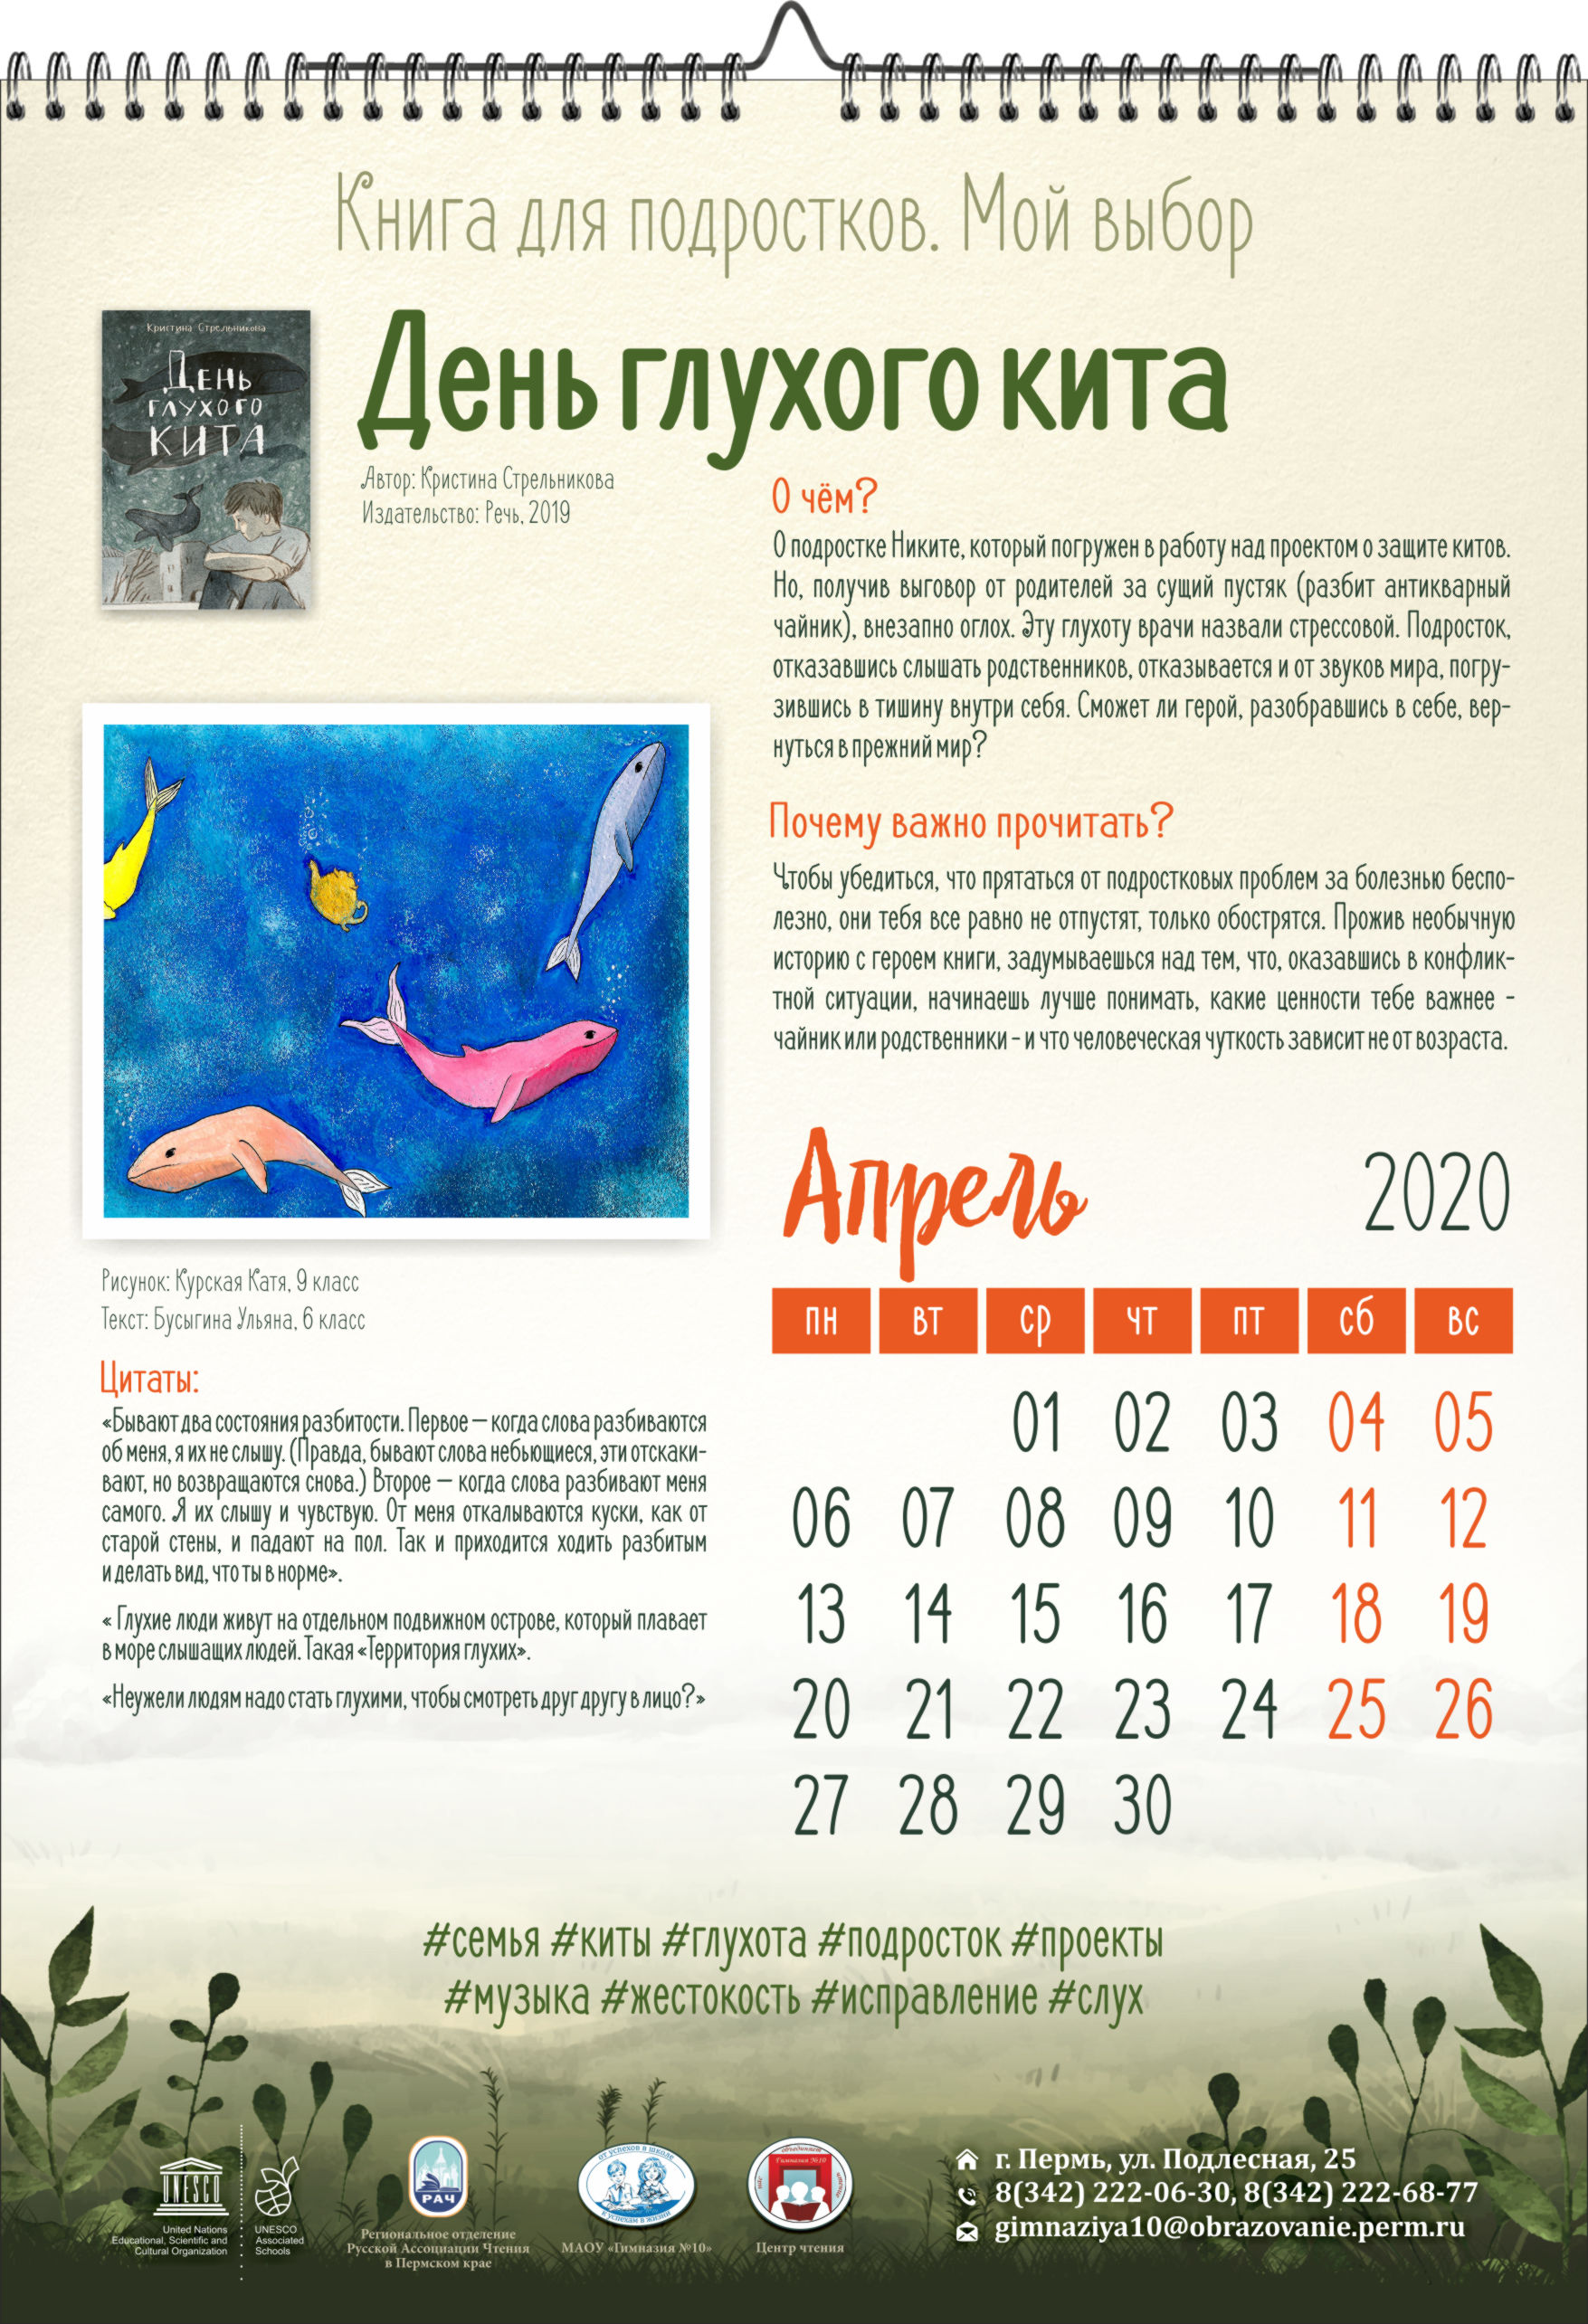 Книга для подростков. Мой выбор
Кристина Стрельникова
День
глухого
кита
День глухого кита
Автор: Кристина Стрельникова
Издательство: Речь, 2019
О чём?
О подростке Никите, который погружен в работу над проектом о защите китов.
Но, получив выговор от родителей за сущий пустяк (разбит антикварный
чайник), внезапно оглох. Эту глухоту врачи назвали стрессовой. Подросток,
отказавшись слышать родственников, отказывается и от звуков мира, погру-
зившись в тишину внутри себя. Сможет ли герой, разобравшись в себе, вер-
нуться в прежний мир?
Почему важно прочитать?
Чтобы убедиться, что прятаться от подростковых проблем за болезнью беспо-
лезно, они тебя все равно не отпустят, только обострятся. Прожив необычную
историю с героем книги, задумываешься над тем, что, оказавшись в конфлик-
тной ситуации, начинаешь лучше понимать, какие ценности тебе важнее -
чайник или родственники - и что человеческая чуткость зависит не от возраста.
Рисунок: Курская Катя, 9 класс
Текст: Бусыгина Ульяна, 6 класс
Цитаты:
«Бывают два состояния разбитости. Первое — когда слова разбиваются
об меня, я их не слышу. (Правда, бывают слова небьющиеся, эти отскаки-
вают, но возвращаются снова.) Второе — когда слова разбивают меня
самого. Я их слышу и чувствую. От меня откалываются куски, как от
старой стены, и падают на пол. Так и приходится ходить разбитым
и делать вид, что ты в норме».
« Глухие люди живут на отдельном подвижном острове, который плавает
в море слышащих людей. Такая «Территория глухих».
«Неужели людям надо стать глухими, чтобы смотреть друг другу в лицо?»
Апрель 2020
пн вт ср чт пт сб вс
01 02 03 04 05
06 07 08 09 10 11 12
13 14 15 16 17 18 19
20 21 22 23 24 25 26
27 28 29 30
#семья #киты #глухота #подросток #проекты
#музыка #жестокость #исправление #слух
UNESCO
United Nations
Educational, Scientific and
Cultural Organization
UNESCO
Associated
Schools
РАЧ
Региональное отделение
Русской Ассоциации Чтения
в Пермском крае
от успехов в школе
к успехам в жизни
МАОУ «Гимназия №10»
объединяет
Гимназия №10
Центр чтения
г. Пермь, ул. Подлесная, 25
8(342) 222-06-30, 8(342) 222-68-77
gimnaziya10@obrazovanie.perm.ru